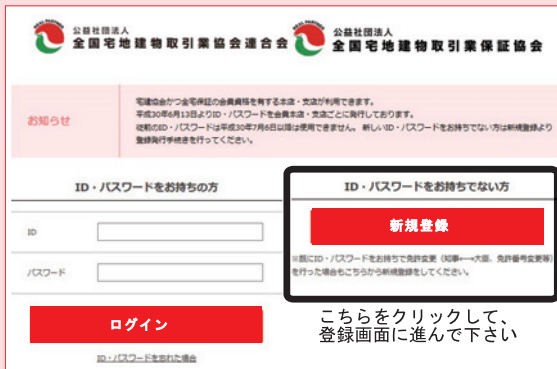 公益社団法人
全国宅地建物取引業協会連合会
公益社団法人
全国宅地建物取引業保証協会
お知らせ
宅建協会かつ全宅保証の会員資格を有する本店・支店が利用できます。
平成30年6月13日よりID・パスワードを会員本店・支店ごとに発行しております。
従前のID・パスワードは平成30年7月6日以降は使用できません。 新しいID・パスワードをお持ちでない方は新規登録より
登録発行手続きを行ってください。
ID・パスワードをお持ちの方
ID
パスワード
ログイン
ID・パスワードを忘れた場合
ID・パスワードをお持ちでない方
新規登録
※既にID・パスワードをお持ちで免許変更（知事←→大臣、免許番号変更等）
を行った場合もこちらから新規登録をしてください。
こちらをクリックして、
登録画面に進んで下さい